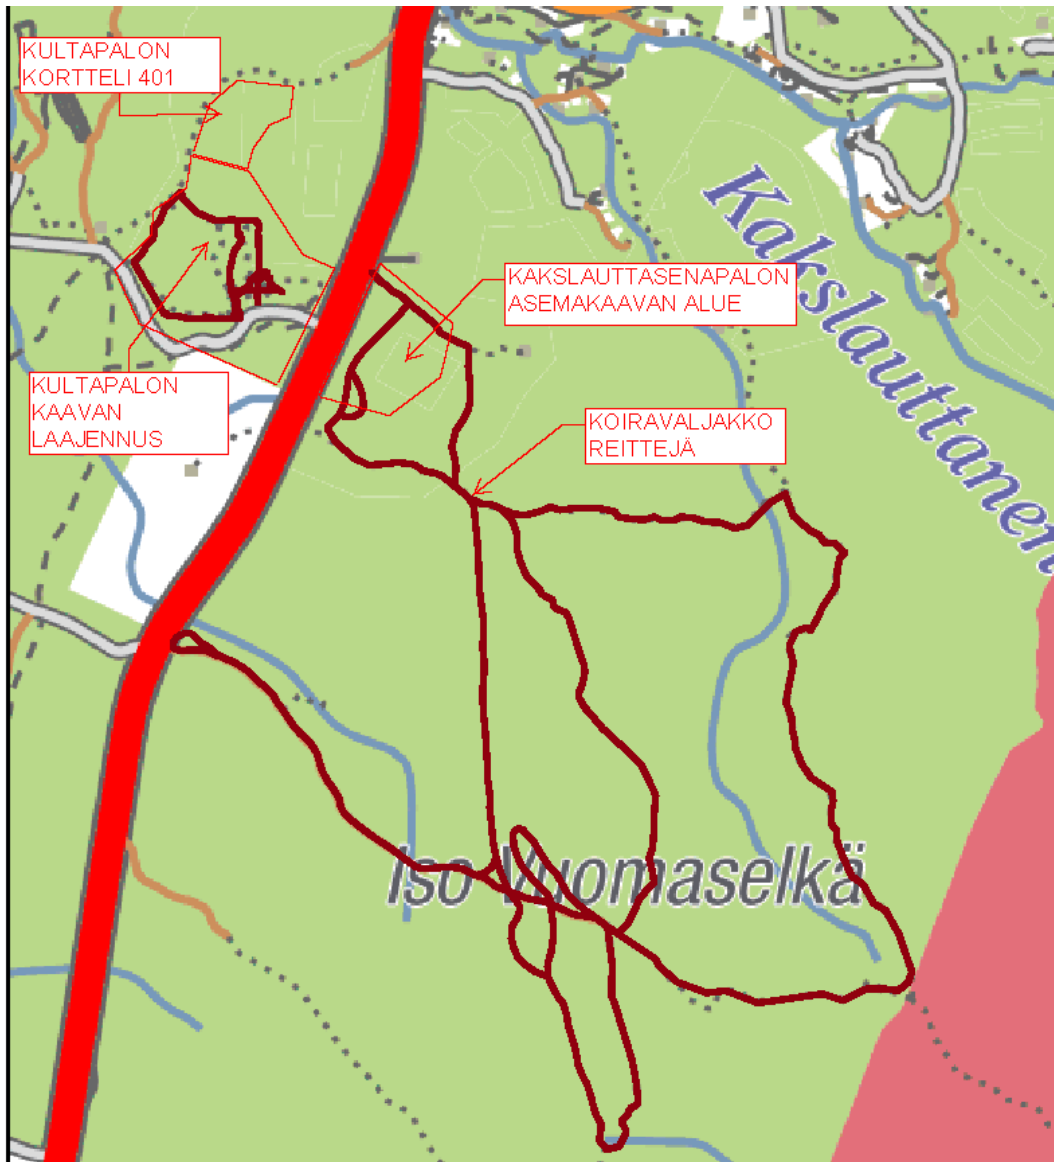 KULTAPALON
KORTTELI 401
Kakslauttanen
KAKSLAUTTASENAPALON
ASEMAKAAVAN ALUE
KULTAPALON
KAAVAN
LAAJENNUS
KOIRAVALJAKKO
REITTEJÄ
Iso Vuomaselkä